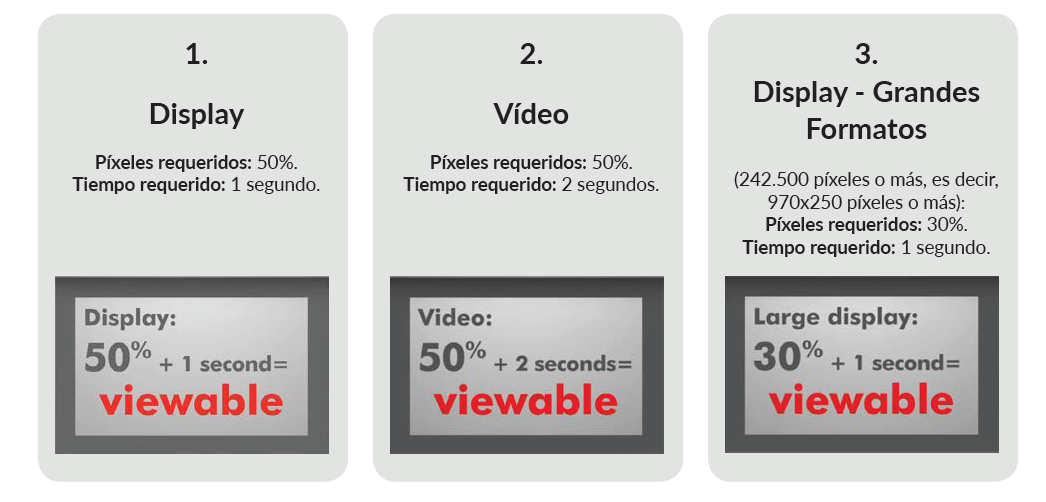 1.
Display
Píxeles requeridos: 50%.
Tiempo requerido: 1 segundo.
Display:
50% + 1 second=
viewable
2.
Vídeo
Píxeles requeridos: 50%.
Tiempo requerido: 2 segundos.
Video:
50% + 2 seconds=
viewable
3.
Display - Grandes
Formatos
(242.500 píxeles o más, es decir,
970x250 píxeles o más):
Píxeles requeridos: 30%.
Tiempo requerido: 1 segundo.
Large display:
30% + 1 second=
viewable